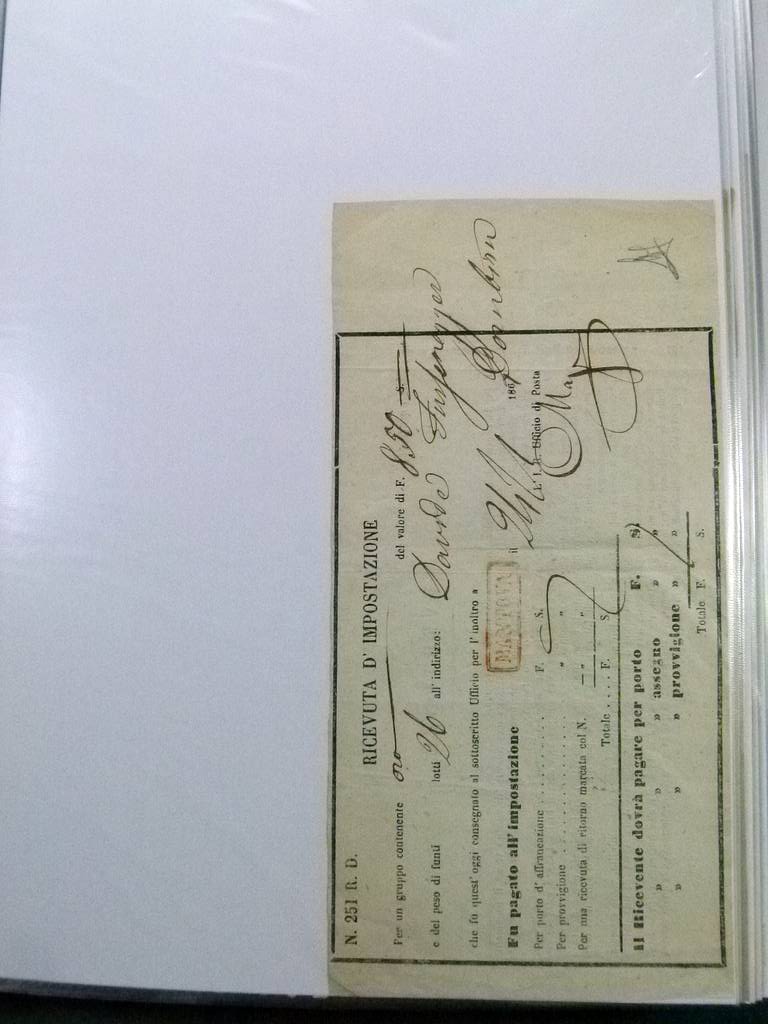 N. 251 R. D.
RICEVUTA D' IMPOSTAZIONE
Per un gruppo contenente oro del valore di F. 850 S.
e del peso di funti lotti 26 all' indirizzo: Davide
che fu quest' oggi consegnato al sottoscritto Ufficio per l' inoltro a Dornbirn
MANTOVA
il 186
Fu pagato all' impostazione
L' I. R. Ufficio di Posta
Per porto d' affrancazione . . . . . . . . . F. S.
Per provvigione . . . . . . . . . . . . . » »
Per una ricevuta di ritorno marcata col N. — » — »
Totale . . . . F. S.
Il Ricevente dovrà pagare per porto F. S.
» » » assegno » »
» » » provvigione » »
Totale F. S.